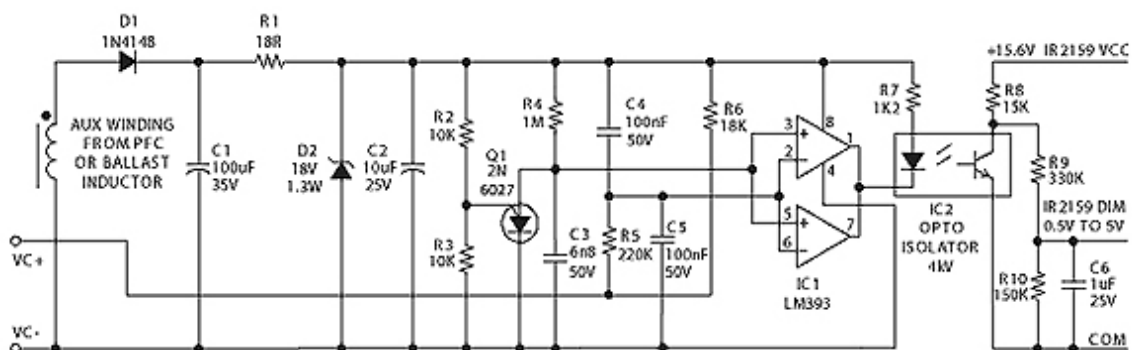 D1
1N4148
R1
18R
+15.6V IR2159 VCC
AUX WINDING
FROM PFC
OR BALLAST
INDUCTOR
C1
100uF
35V
D2
18V
1.3W
C2
10uF
25V
R2
10K
R3
10K
Q1
2N
6027
R4
1M
C3
6n8
50V
C4
100nF
50V
R5
220K
C5
100nF
50V
R6
18K
3
+
2
-
8
1
4
5
+
6
-
7
IC1
LM393
R7
1K2
IC2
OPTO
ISOLATOR
4kV
R8
15K
R9
330K
IR2159 DIM
0.5V TO 5V
R10
150K
C6
1uF
25V
COM
VC+
VC-